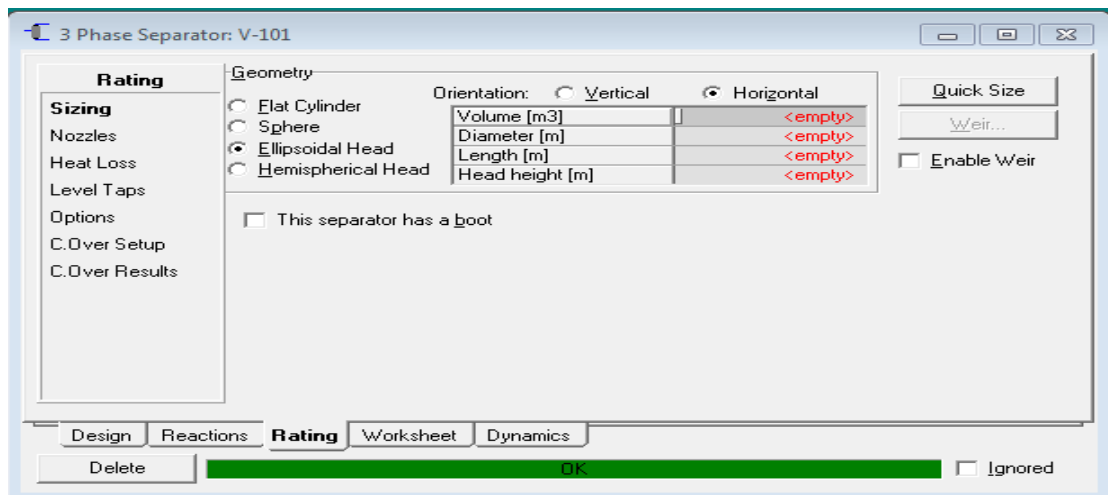 3 Phase Separator: V-101
Rating
Sizing
Nozzles
Heat Loss
Level Taps
Options
C.Over Setup
C.Over Results
Geometry
Flat Cylinder
Sphere
Ellipsoidal Head
Hemispherical Head
Orientation: Vertical Horizontal
Volume [m3] <empty>
Diameter [m] <empty>
Length [m] <empty>
Head height [m] <empty>
Quick Size
Weir...
Enable Weir
This separator has a boot
Design Reactions Rating Worksheet Dynamics
Delete OK Ignored